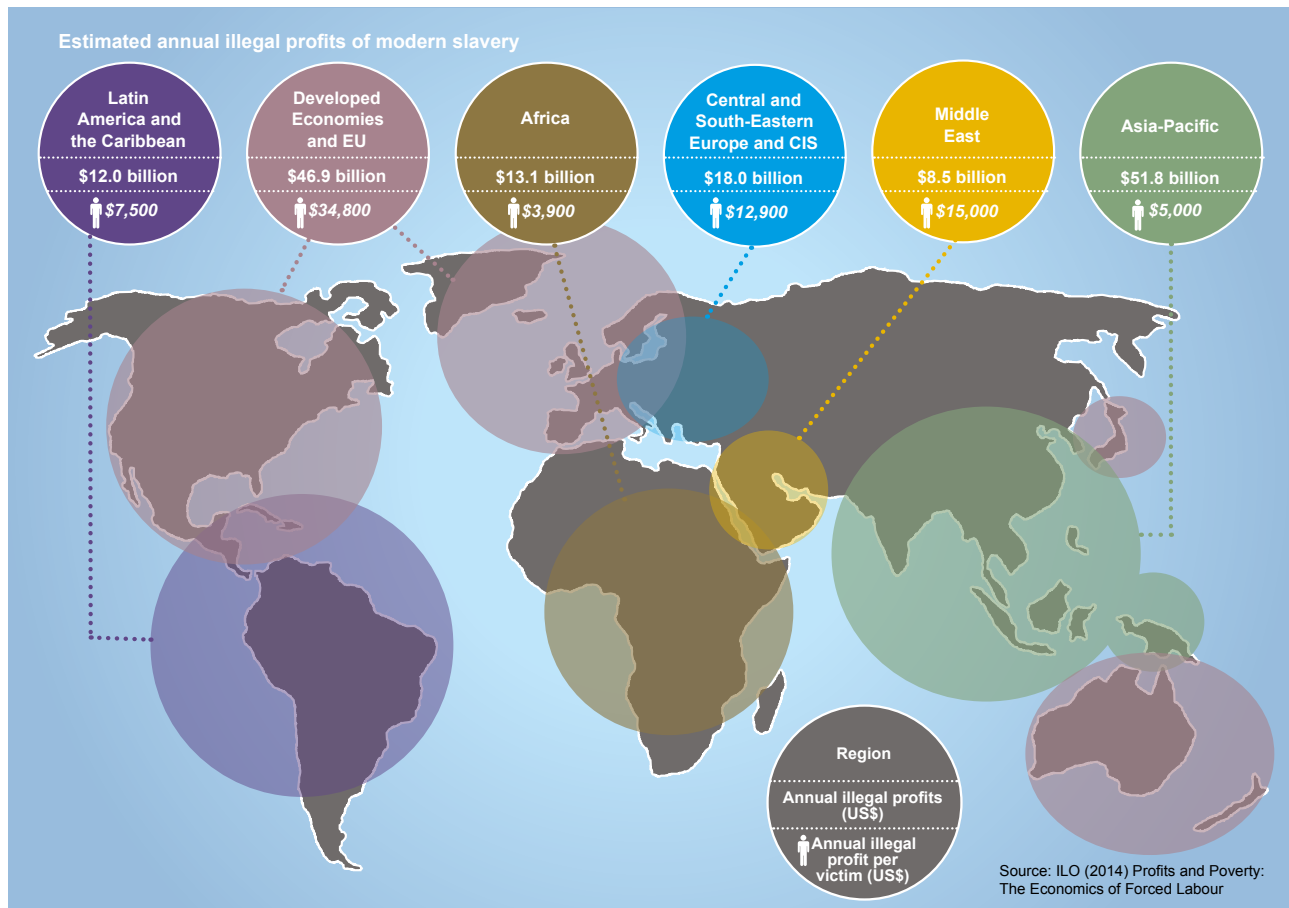 Estimated annual illegal profits of modern slavery
Latin
America and
the Caribbean
$12.0 billion
$7,500
Developed
Economies
and EU
$46.9 billion
$34,800
Africa
$13.1 billion
$3,900
Central and
South-Eastern
Europe and CIS
$18.0 billion
$12,900
Middle
East
$8.5 billion
$15,000
Asia-Pacific
$51.8 billion
$5,000
Region
Annual illegal profits
(US$)
Annual illegal
profit per
victim (US$)
Source: ILO (2014) Profits and Poverty:
The Economics of Forced Labour